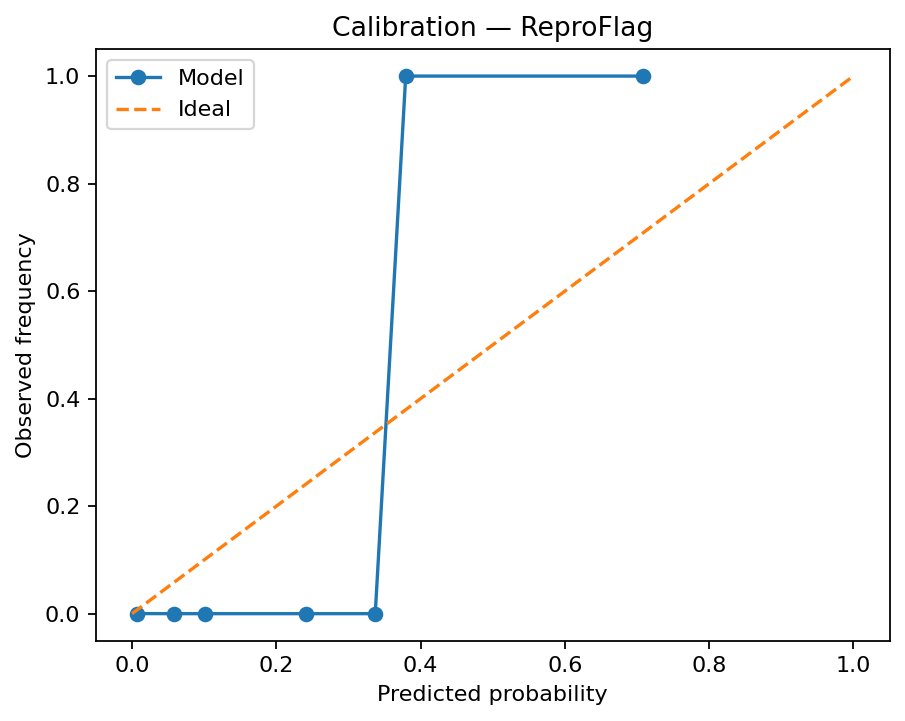 Calibration — ReproFlag
Model
Ideal
Observed frequency
1.0
0.8
0.6
0.4
0.2
0.0
0.0 0.2 0.4 0.6 0.8 1.0
Predicted probability